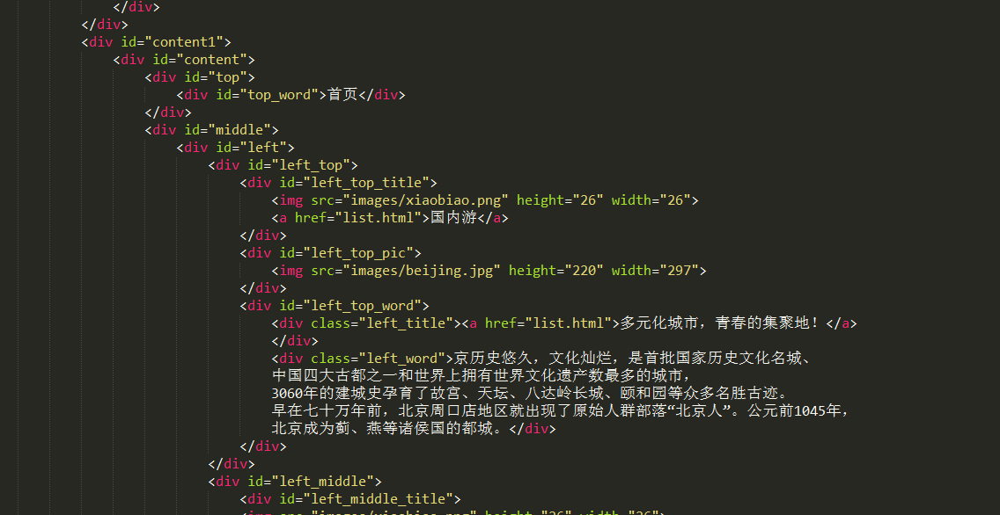 </div>
</div>
<div id="content1">
<div id="content">
<div id="top">
<div id="top_word">首页</div>
</div>
<div id="middle">
<div id="left">
<div id="left_top">
<div id="left_top_title">
<img src="images/xiaobiao.png" height="26" width="26">
<a href="list.html">国内游</a>
</div>
<div id="left_top_pic">
<img src="images/beijing.jpg" height="220" width="297">
</div>
<div id="left_top_word">
<div class="left_title"><a href="list.html">多元化城市，青春的集聚地！</a>
</div>
<div class="left_word">京历史悠久，文化灿烂，是首批国家历史文化名城、
中国四大古都之一和世界上拥有世界文化遗产数最多的城市，
3060年的建城史孕育了故宫、天坛、八达岭长城、颐和园等众多名胜古迹。
早在七十万年前，北京周口店地区就出现了原始人群部落“北京人”。公元前1045年，
北京成为蓟、燕等诸侯国的都城。</div>
</div>
</div>
<div id="left_middle">
<div id="left_middle_title">
<img src="images/xiaobiao.png" height="26" width="26">